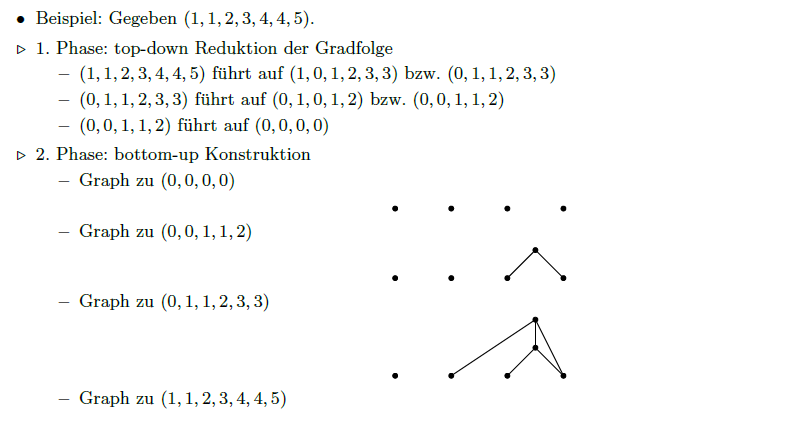 • Beispiel: Gegeben (1, 1, 2, 3, 4, 4, 5).
▷ 1. Phase: top-down Reduktion der Gradfolge
– (1, 1, 2, 3, 4, 4, 5) führt auf (1, 0, 1, 2, 3, 3) bzw. (0, 1, 1, 2, 3, 3)
– (0, 1, 1, 2, 3, 3) führt auf (0, 1, 0, 1, 2) bzw. (0, 0, 1, 1, 2)
– (0, 0, 1, 1, 2) führt auf (0, 0, 0, 0)
▷ 2. Phase: bottom-up Konstruktion
– Graph zu (0, 0, 0, 0)
– Graph zu (0, 0, 1, 1, 2)
– Graph zu (0, 1, 1, 2, 3, 3)
– Graph zu (1, 1, 2, 3, 4, 4, 5)